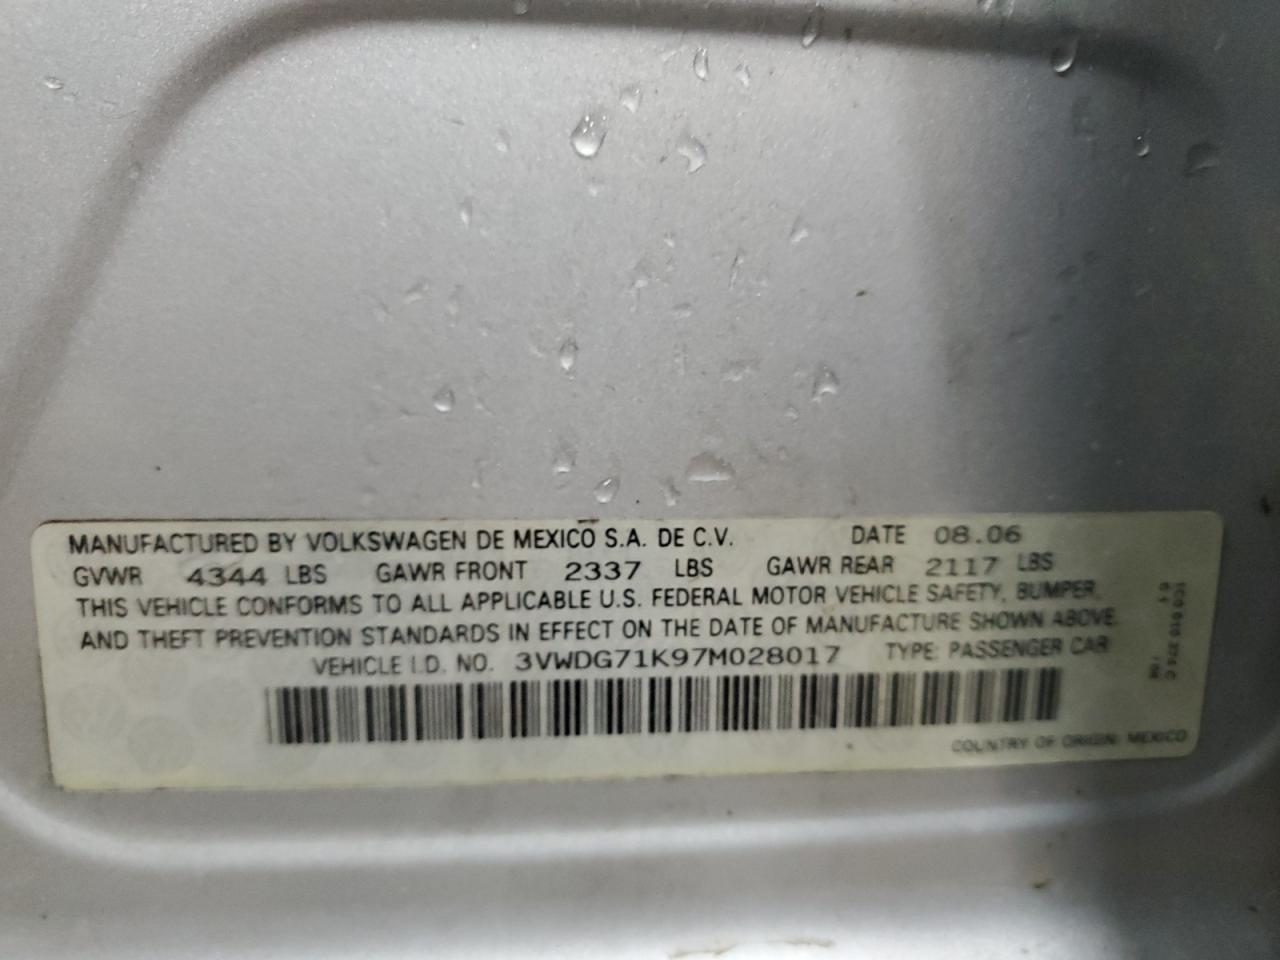 MANUFACTURED BY VOLKSWAGEN DE MEXICO S.A. DE C.V. DATE 08.06
GVWR 4344 LBS GAWR FRONT 2337 LBS GAWR REAR 2117 LBS
THIS VEHICLE CONFORMS TO ALL APPLICABLE U.S. FEDERAL MOTOR VEHICLE SAFETY, BUMPER,
AND THEFT PREVENTION STANDARDS IN EFFECT ON THE DATE OF MANUFACTURE SHOWN ABOVE.
VEHICLE I.D. NO. 3VWDG71K97M028017 TYPE: PASSENGER CAR
COUNTRY OF ORIGIN: MEXICO